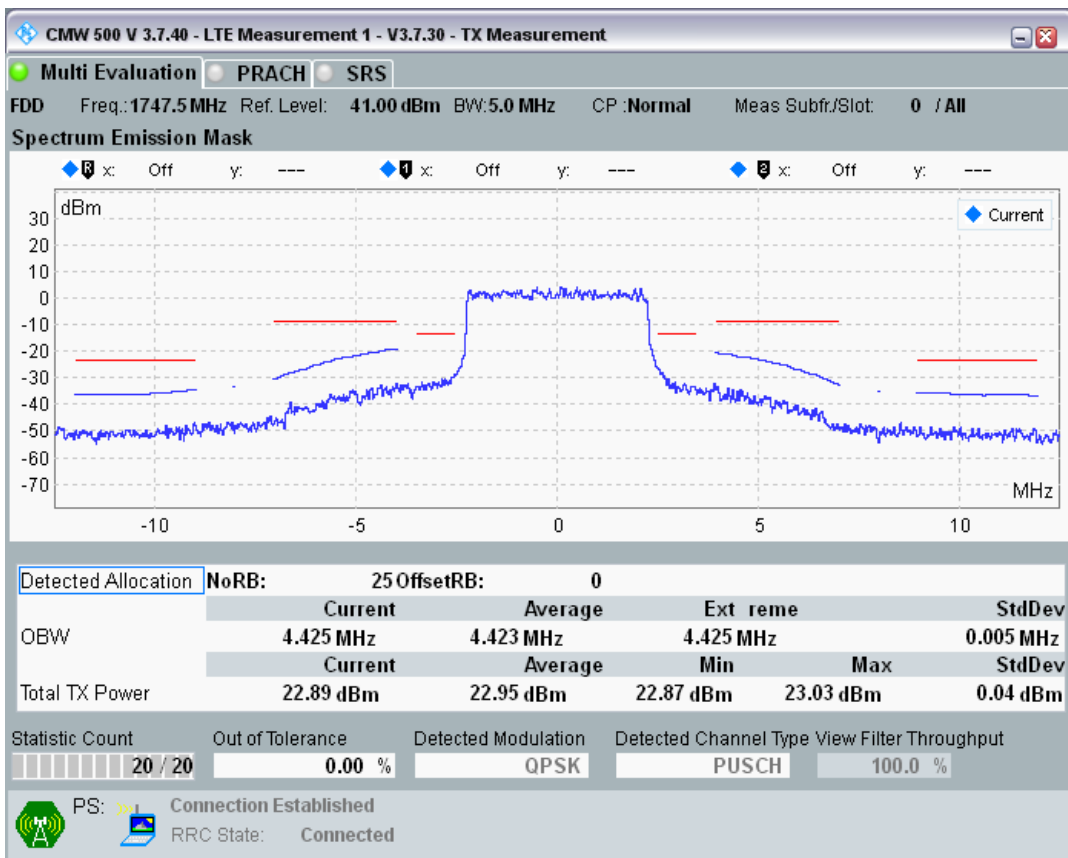 CMW 500 V 3.7.40 - LTE Measurement 1 - V3.7.30 - TX Measurement
Multi Evaluation PRACH SRS
FDD Freq.:1747.5 MHz Ref. Level: 41.00 dBm BW:5.0 MHz CP :Normal Meas Subfr./Slot: 0 / All
Spectrum Emission Mask
R x: Off y: --- 1 x: Off y: --- 2 x: Off y: ---
dBm
Current
30
20
10
0
-10
-20
-30
-40
-50
-60
-70
MHz
-10 -5 0 5 10
Detected Allocation NoRB: 25 OffsetRB: 0
Current Average Ext reme StdDev
OBW 4.425 MHz 4.423 MHz 4.425 MHz 0.005 MHz
Current Average Min Max StdDev
Total TX Power 22.89 dBm 22.95 dBm 22.87 dBm 23.03 dBm 0.04 dBm
Statistic Count Out of Tolerance Detected Modulation Detected Channel Type View Filter Throughput
20 / 20 0.00 % QPSK PUSCH 100.0 %
PS: Connection Established
RRC State: Connected